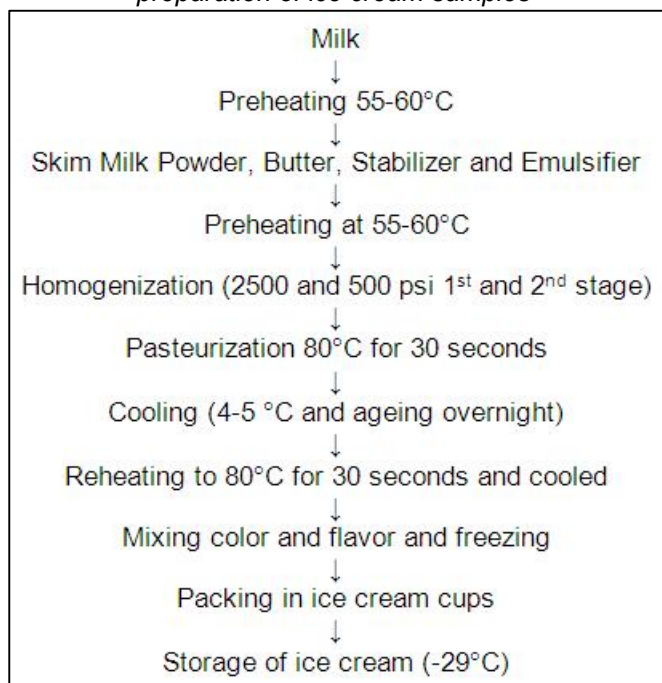 preparation of ice cream samples
Milk
↓
Preheating 55-60°C
↓
Skim Milk Powder, Butter, Stabilizer and Emulsifier
↓
Preheating at 55-60°C
↓
Homogenization (2500 and 500 psi 1st and 2nd stage)
↓
Pasteurization 80°C for 30 seconds
↓
Cooling (4-5 °C and ageing overnight)
↓
Reheating to 80°C for 30 seconds and cooled
↓
Mixing color and flavor and freezing
↓
Packing in ice cream cups
↓
Storage of ice cream (-29°C)